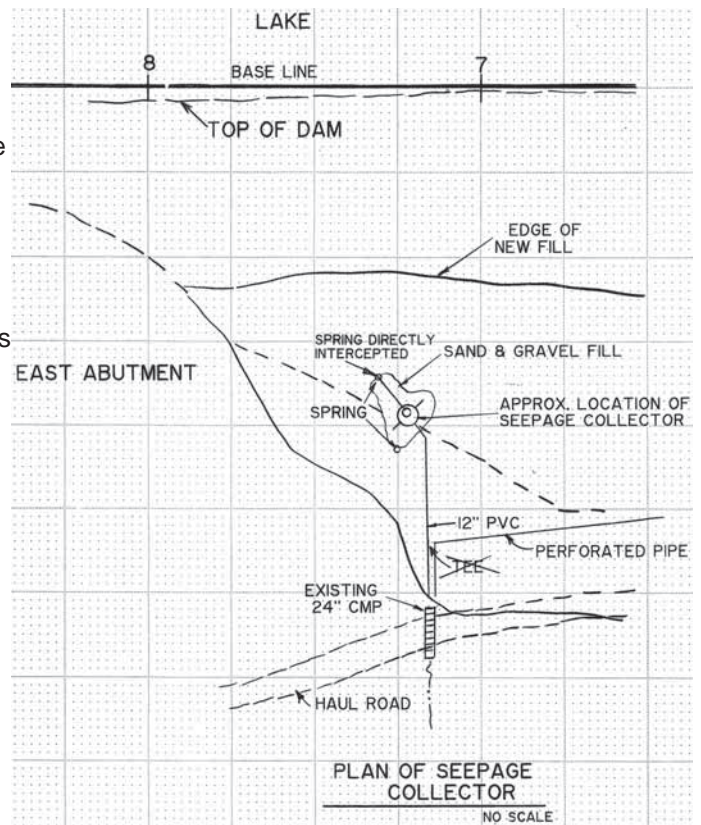 LAKE
8
7
BASE LINE
TOP OF DAM
e
EDGE OF
NEW FILL
s
SPRING DIRECTLY
INTERCEPTED
SAND & GRAVEL FILL
EAST ABUTMENT
SPRING
APPROX. LOCATION OF
SEEPAGE COLLECTOR
12" PVC
PERFORATED PIPE
TEE
EXISTING
24" CMP
HAUL ROAD
PLAN OF SEEPAGE
COLLECTOR
NO SCALE